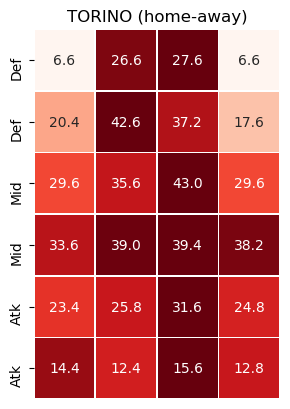 TORINO (home-away)
Def 6.6 26.6 27.6 6.6
Def 20.4 42.6 37.2 17.6
Mid 29.6 35.6 43.0 29.6
Mid 33.6 39.0 39.4 38.2
Atk 23.4 25.8 31.6 24.8
Atk 14.4 12.4 15.6 12.8